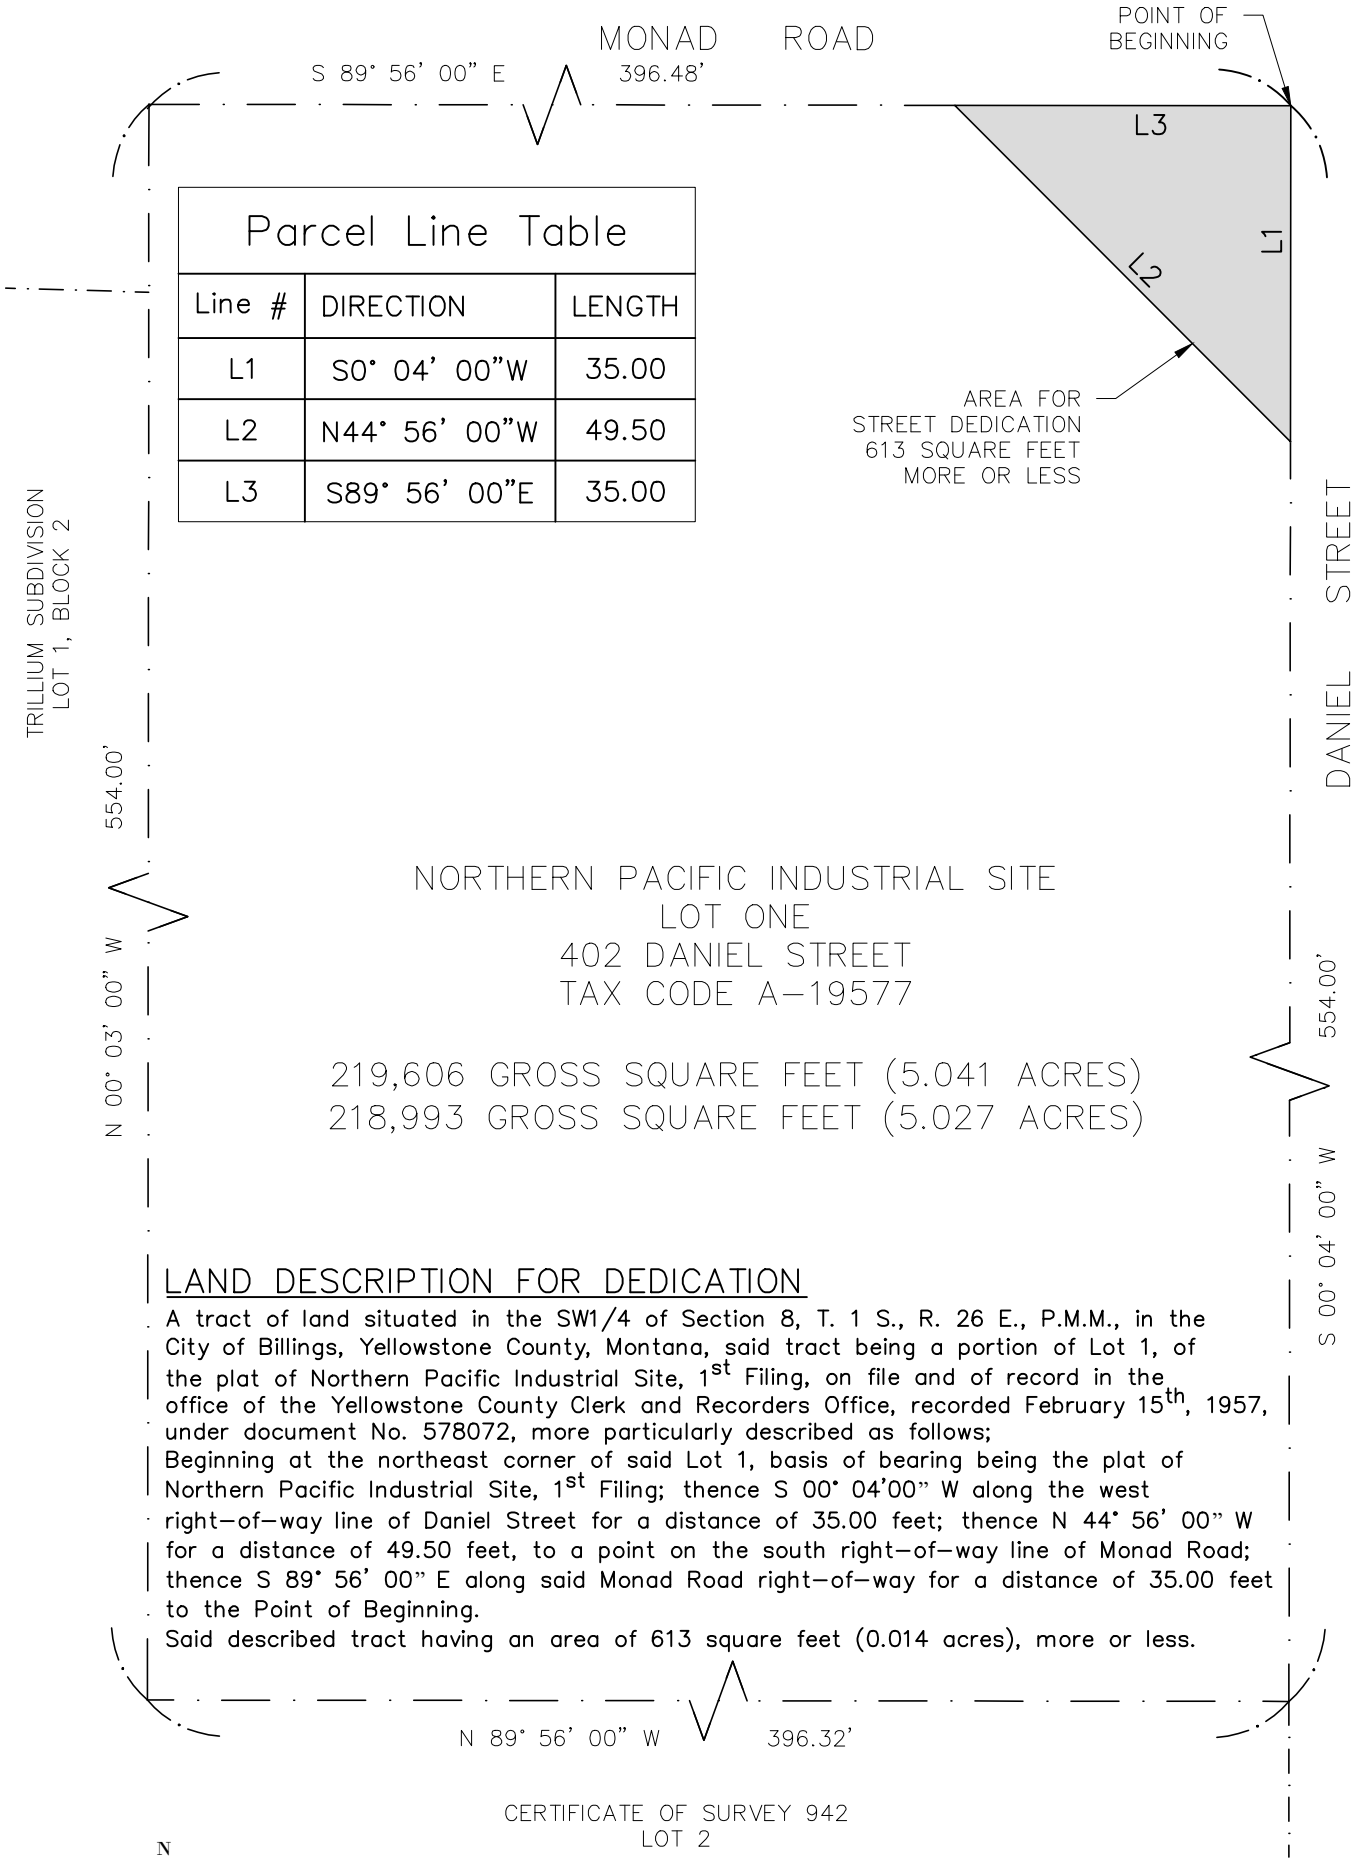 POINT OF
BEGINNING
MONAD ROAD
S 89° 56' 00" E 396.48'
L3
L1
L2
Parcel Line Table
Line # DIRECTION LENGTH
L1 S0° 04' 00"W 35.00
L2 N44° 56' 00"W 49.50
L3 S89° 56' 00"E 35.00
AREA FOR
STREET DEDICATION
613 SQUARE FEET
MORE OR LESS
TRILLIUM SUBDIVISION
LOT 1, BLOCK 2
DANIEL STREET
N 00° 03' 00" W 554.00'
NORTHERN PACIFIC INDUSTRIAL SITE
LOT ONE
402 DANIEL STREET
TAX CODE A-19577
219,606 GROSS SQUARE FEET (5.041 ACRES)
218,993 GROSS SQUARE FEET (5.027 ACRES)
S 00° 04' 00" W 554.00'
LAND DESCRIPTION FOR DEDICATION
A tract of land situated in the SW1/4 of Section 8, T. 1 S., R. 26 E., P.M.M., in the
City of Billings, Yellowstone County, Montana, said tract being a portion of Lot 1, of
the plat of Northern Pacific Industrial Site, 1st Filing, on file and of record in the
office of the Yellowstone County Clerk and Recorders Office, recorded February 15th, 1957,
under document No. 578072, more particularly described as follows;
Beginning at the northeast corner of said Lot 1, basis of bearing being the plat of
Northern Pacific Industrial Site, 1st Filing; thence S 00° 04'00" W along the west
right-of-way line of Daniel Street for a distance of 35.00 feet; thence N 44° 56' 00" W
for a distance of 49.50 feet, to a point on the south right-of-way line of Monad Road;
thence S 89° 56' 00" E along said Monad Road right-of-way for a distance of 35.00 feet
to the Point of Beginning.
Said described tract having an area of 613 square feet (0.014 acres), more or less.
N 89° 56' 00" W 396.32'
CERTIFICATE OF SURVEY 942
LOT 2
N